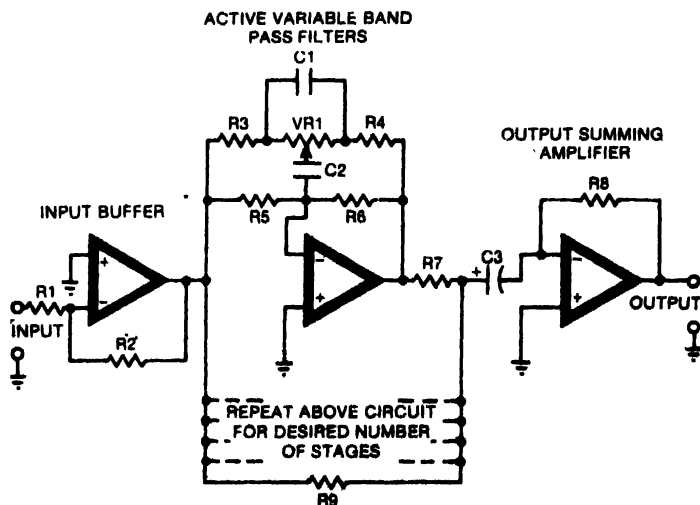 ACTIVE VARIABLE BAND
PASS FILTERS
C1
R3
VR1
R4
C2
OUTPUT SUMMING
AMPLIFIER
R8
INPUT BUFFER
R5
R6
+
−
−
+
R7
+
C3
−
+
R1
INPUT
R2
OUTPUT
REPEAT ABOVE CIRCUIT
FOR DESIRED NUMBER
OF STAGES
R9